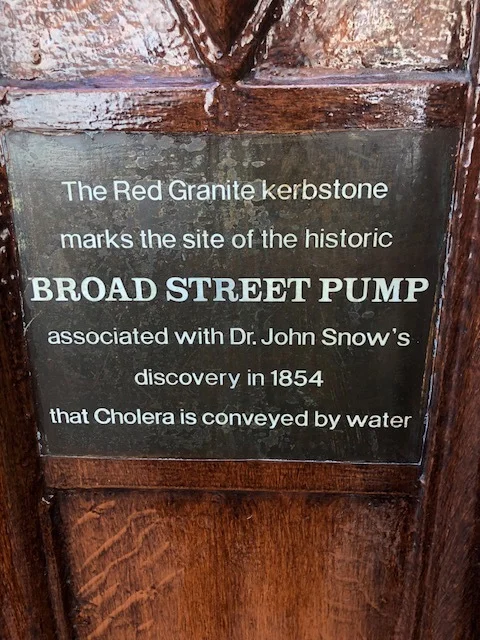 The Red Granite kerbstone
marks the site of the historic
BROAD STREET PUMP
associated with Dr. John Snow's
discovery in 1854
that Cholera is conveyed by water